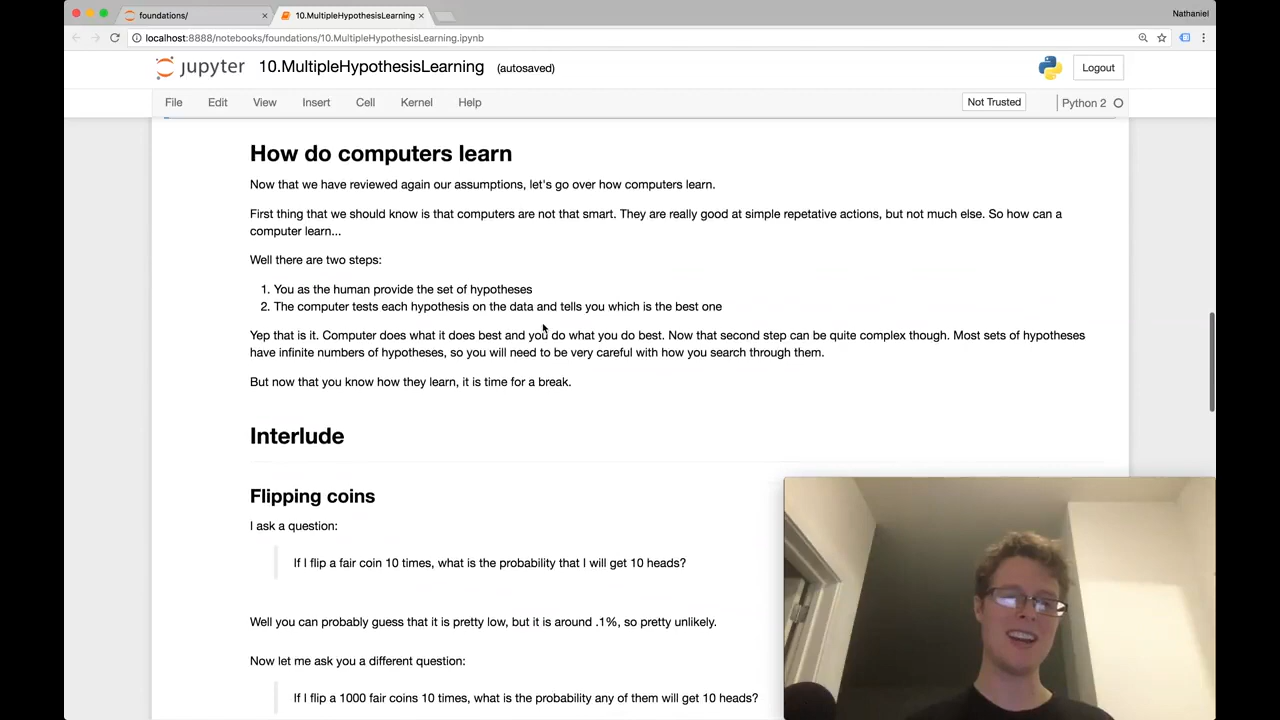 foundations/
10.MultipleHypothesisLearning
Nathaniel
localhost:8888/notebooks/foundations/10.MultipleHypothesisLearning.ipynb
jupyter 10.MultipleHypothesisLearning (autosaved)
Logout
File Edit View Insert Cell Kernel Help
Not Trusted
Python 2
How do computers learn
Now that we have reviewed again our assumptions, let's go over how computers learn.
First thing that we should know is that computers are not that smart. They are really good at simple repetative actions, but not much else. So how can a
computer learn...
Well there are two steps:
1. You as the human provide the set of hypotheses
2. The computer tests each hypothesis on the data and tells you which is the best one
Yep that is it. Computer does what it does best and you do what you do best. Now that second step can be quite complex though. Most sets of hypotheses
have infinite numbers of hypotheses, so you will need to be very careful with how you search through them.
But now that you know how they learn, it is time for a break.
Interlude
Flipping coins
I ask a question:
If I flip a fair coin 10 times, what is the probability that I will get 10 heads?
Well you can probably guess that it is pretty low, but it is around .1%, so pretty unlikely.
Now let me ask you a different question:
If I flip a 1000 fair coins 10 times, what is the probability any of them will get 10 heads?